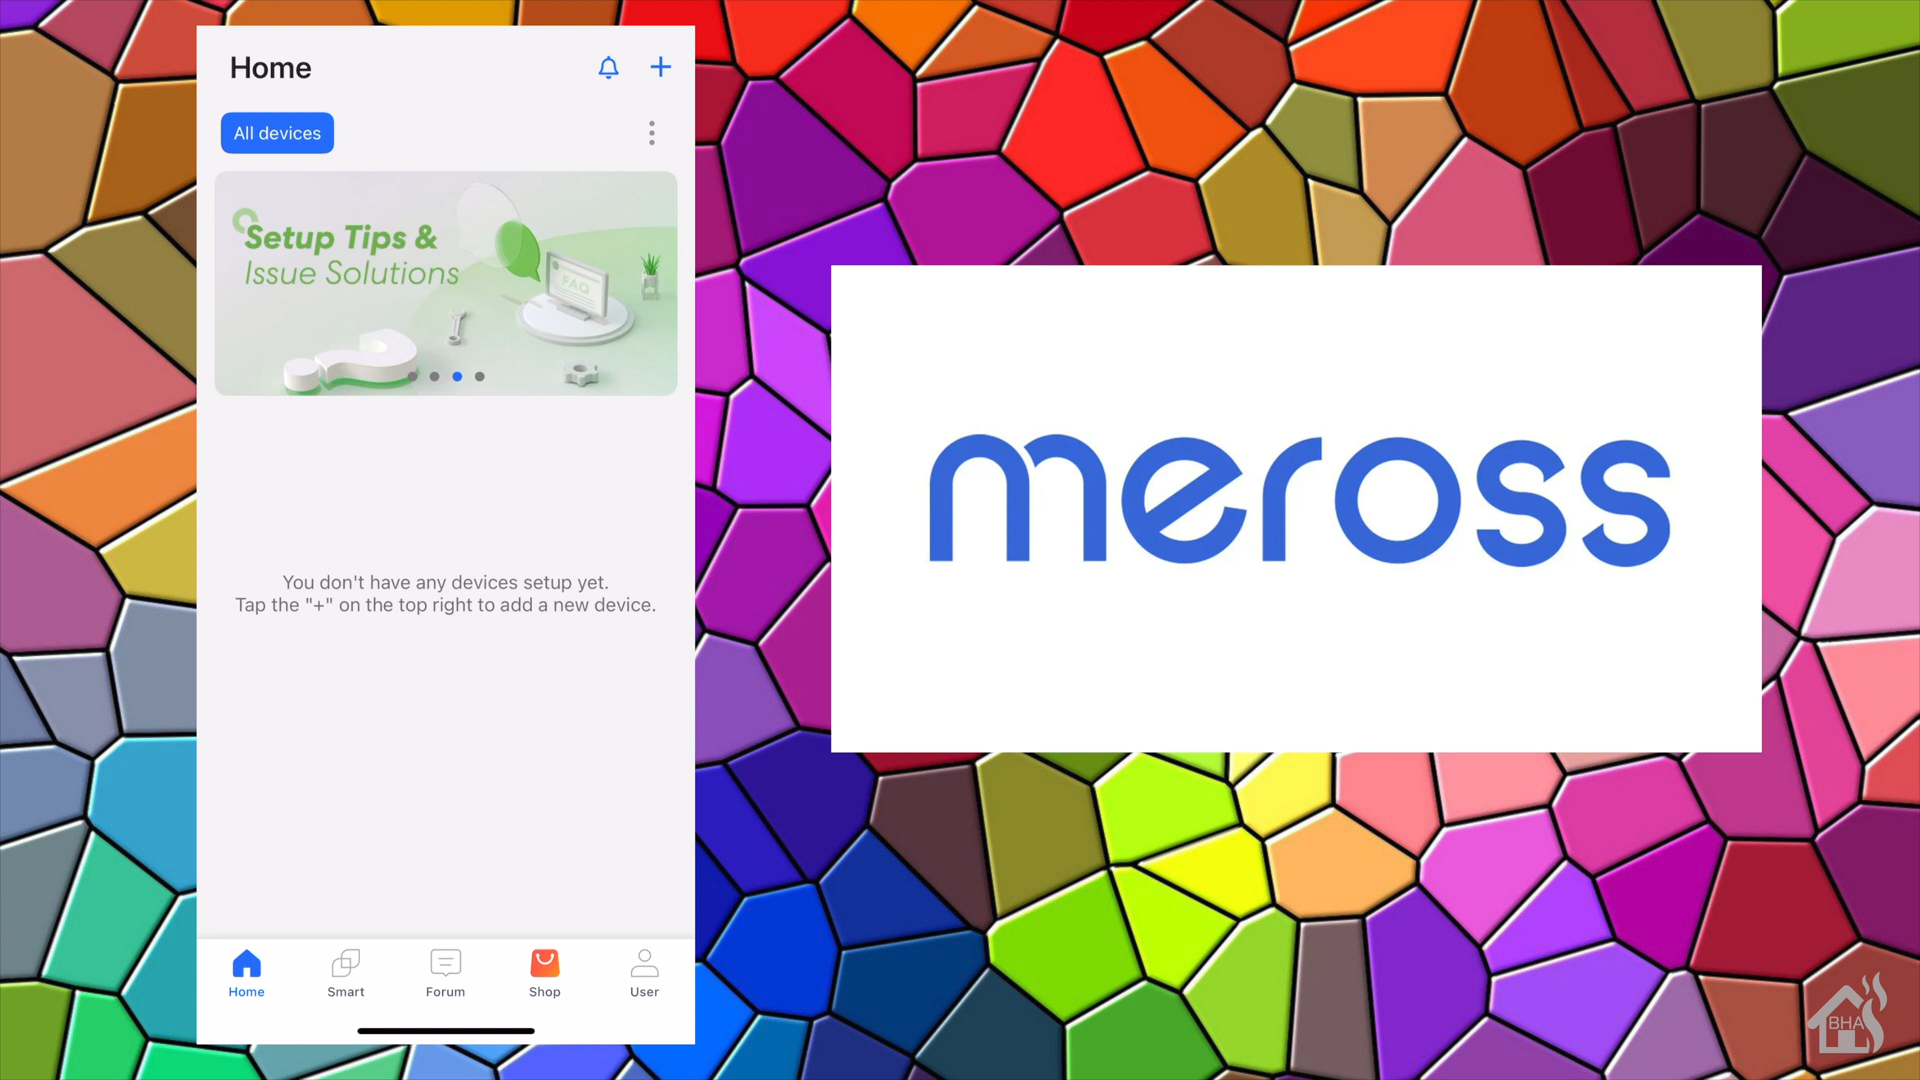 Home
All devices
Setup Tips &
Issue Solutions
FAQ
You don't have any devices setup yet.
Tap the "+" on the top right to add a new device.
Home
Smart
Forum
Shop
User
meross
BHA